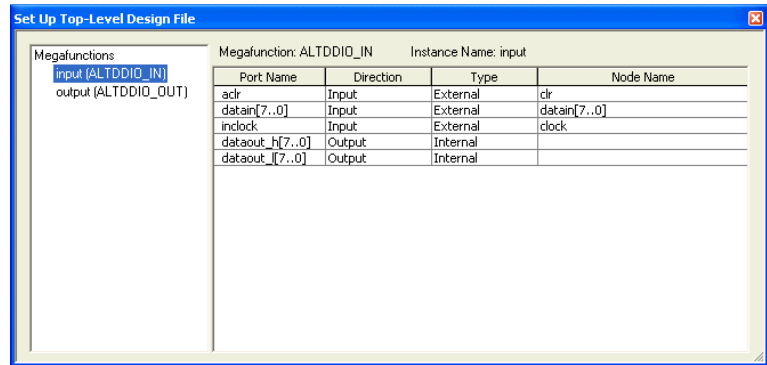 Set Up Top-Level Design File
Megafunctions
input (ALTDDIO_IN)
output (ALTDDIO_OUT)
Megafunction: ALTDDIO_IN Instance Name: input
Port Name Direction Type Node Name
aclr Input External clr
datain[7..0] Input External datain[7..0]
inclock Input External clock
dataout_h[7..0] Output Internal
dataout_l[7..0] Output Internal